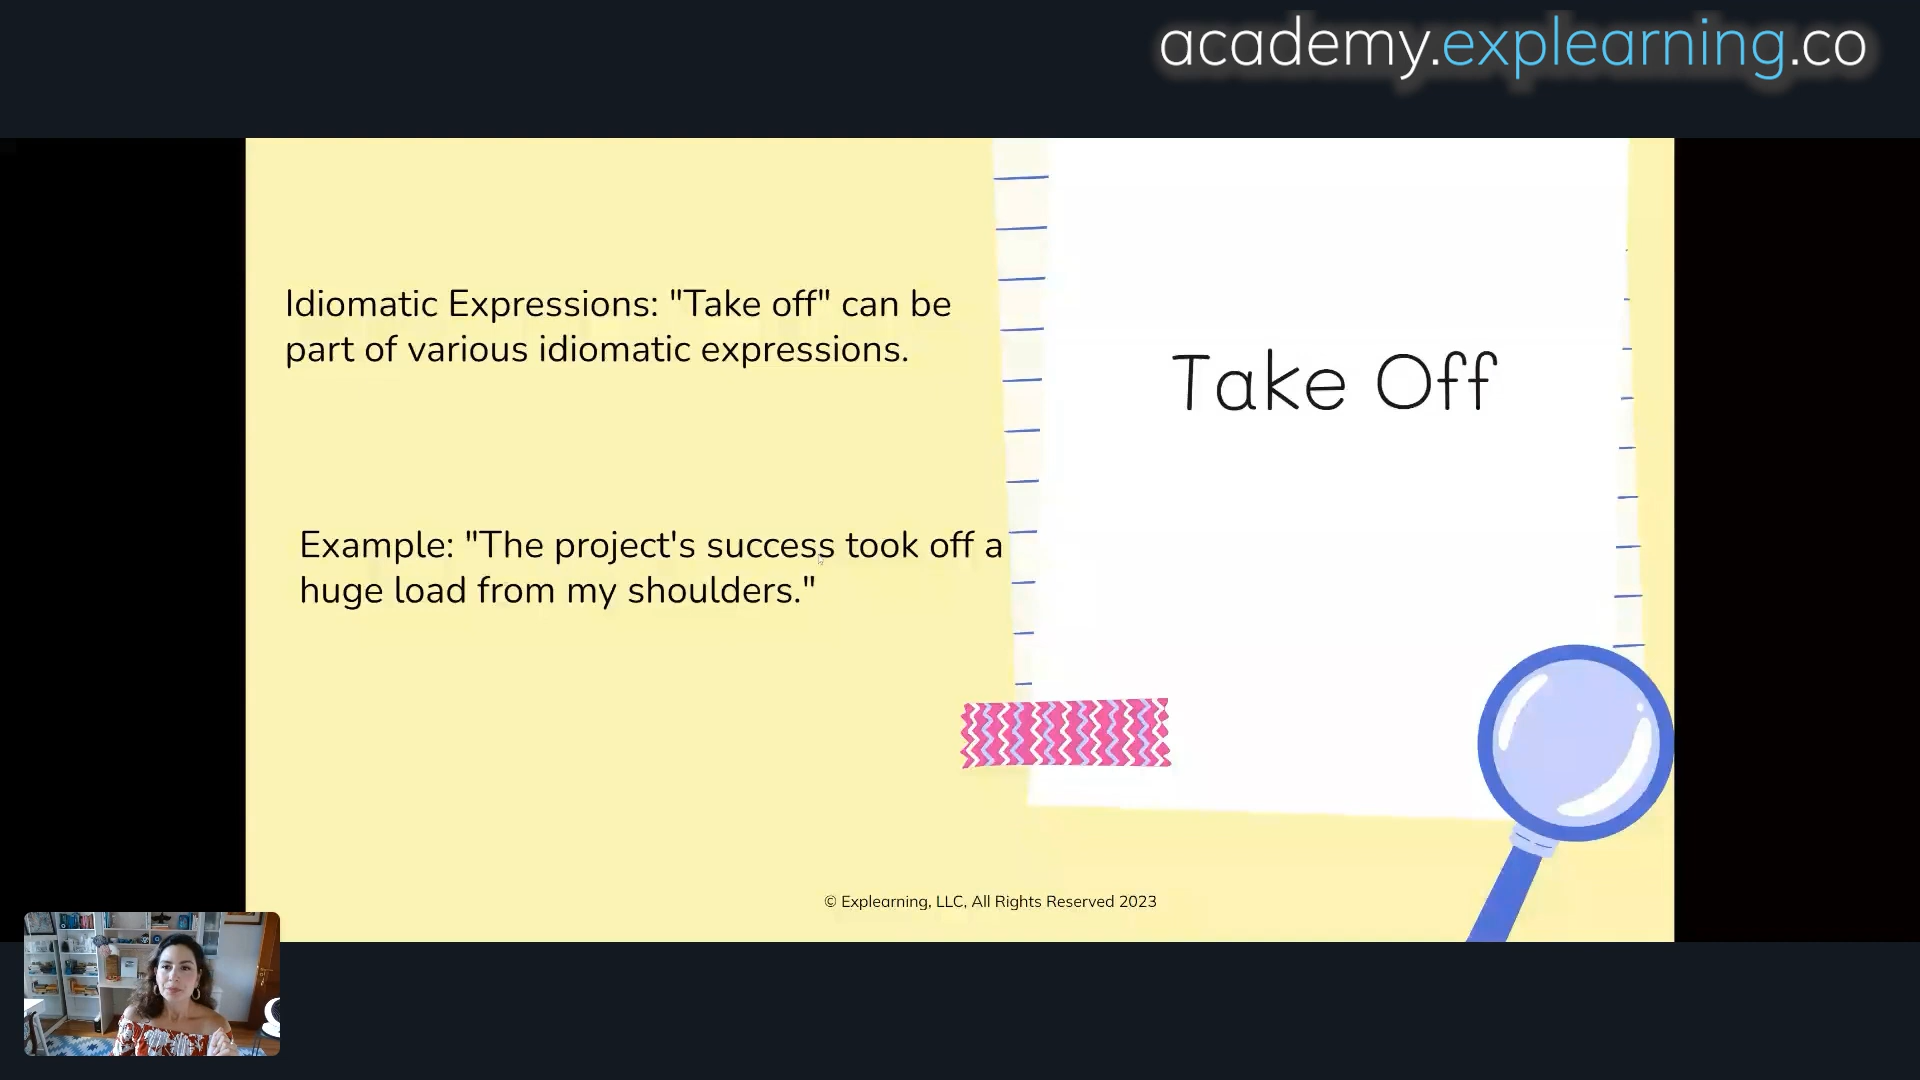 academy.explearning.co
Idiomatic Expressions: "Take off" can be
part of various idiomatic expressions.
Take Off
Example: "The project's success took off a
huge load from my shoulders."
© Explearning, LLC, All Rights Reserved 2023